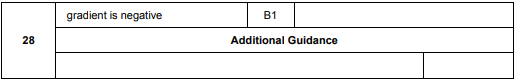 gradient is negative B1
28 Additional Guidance